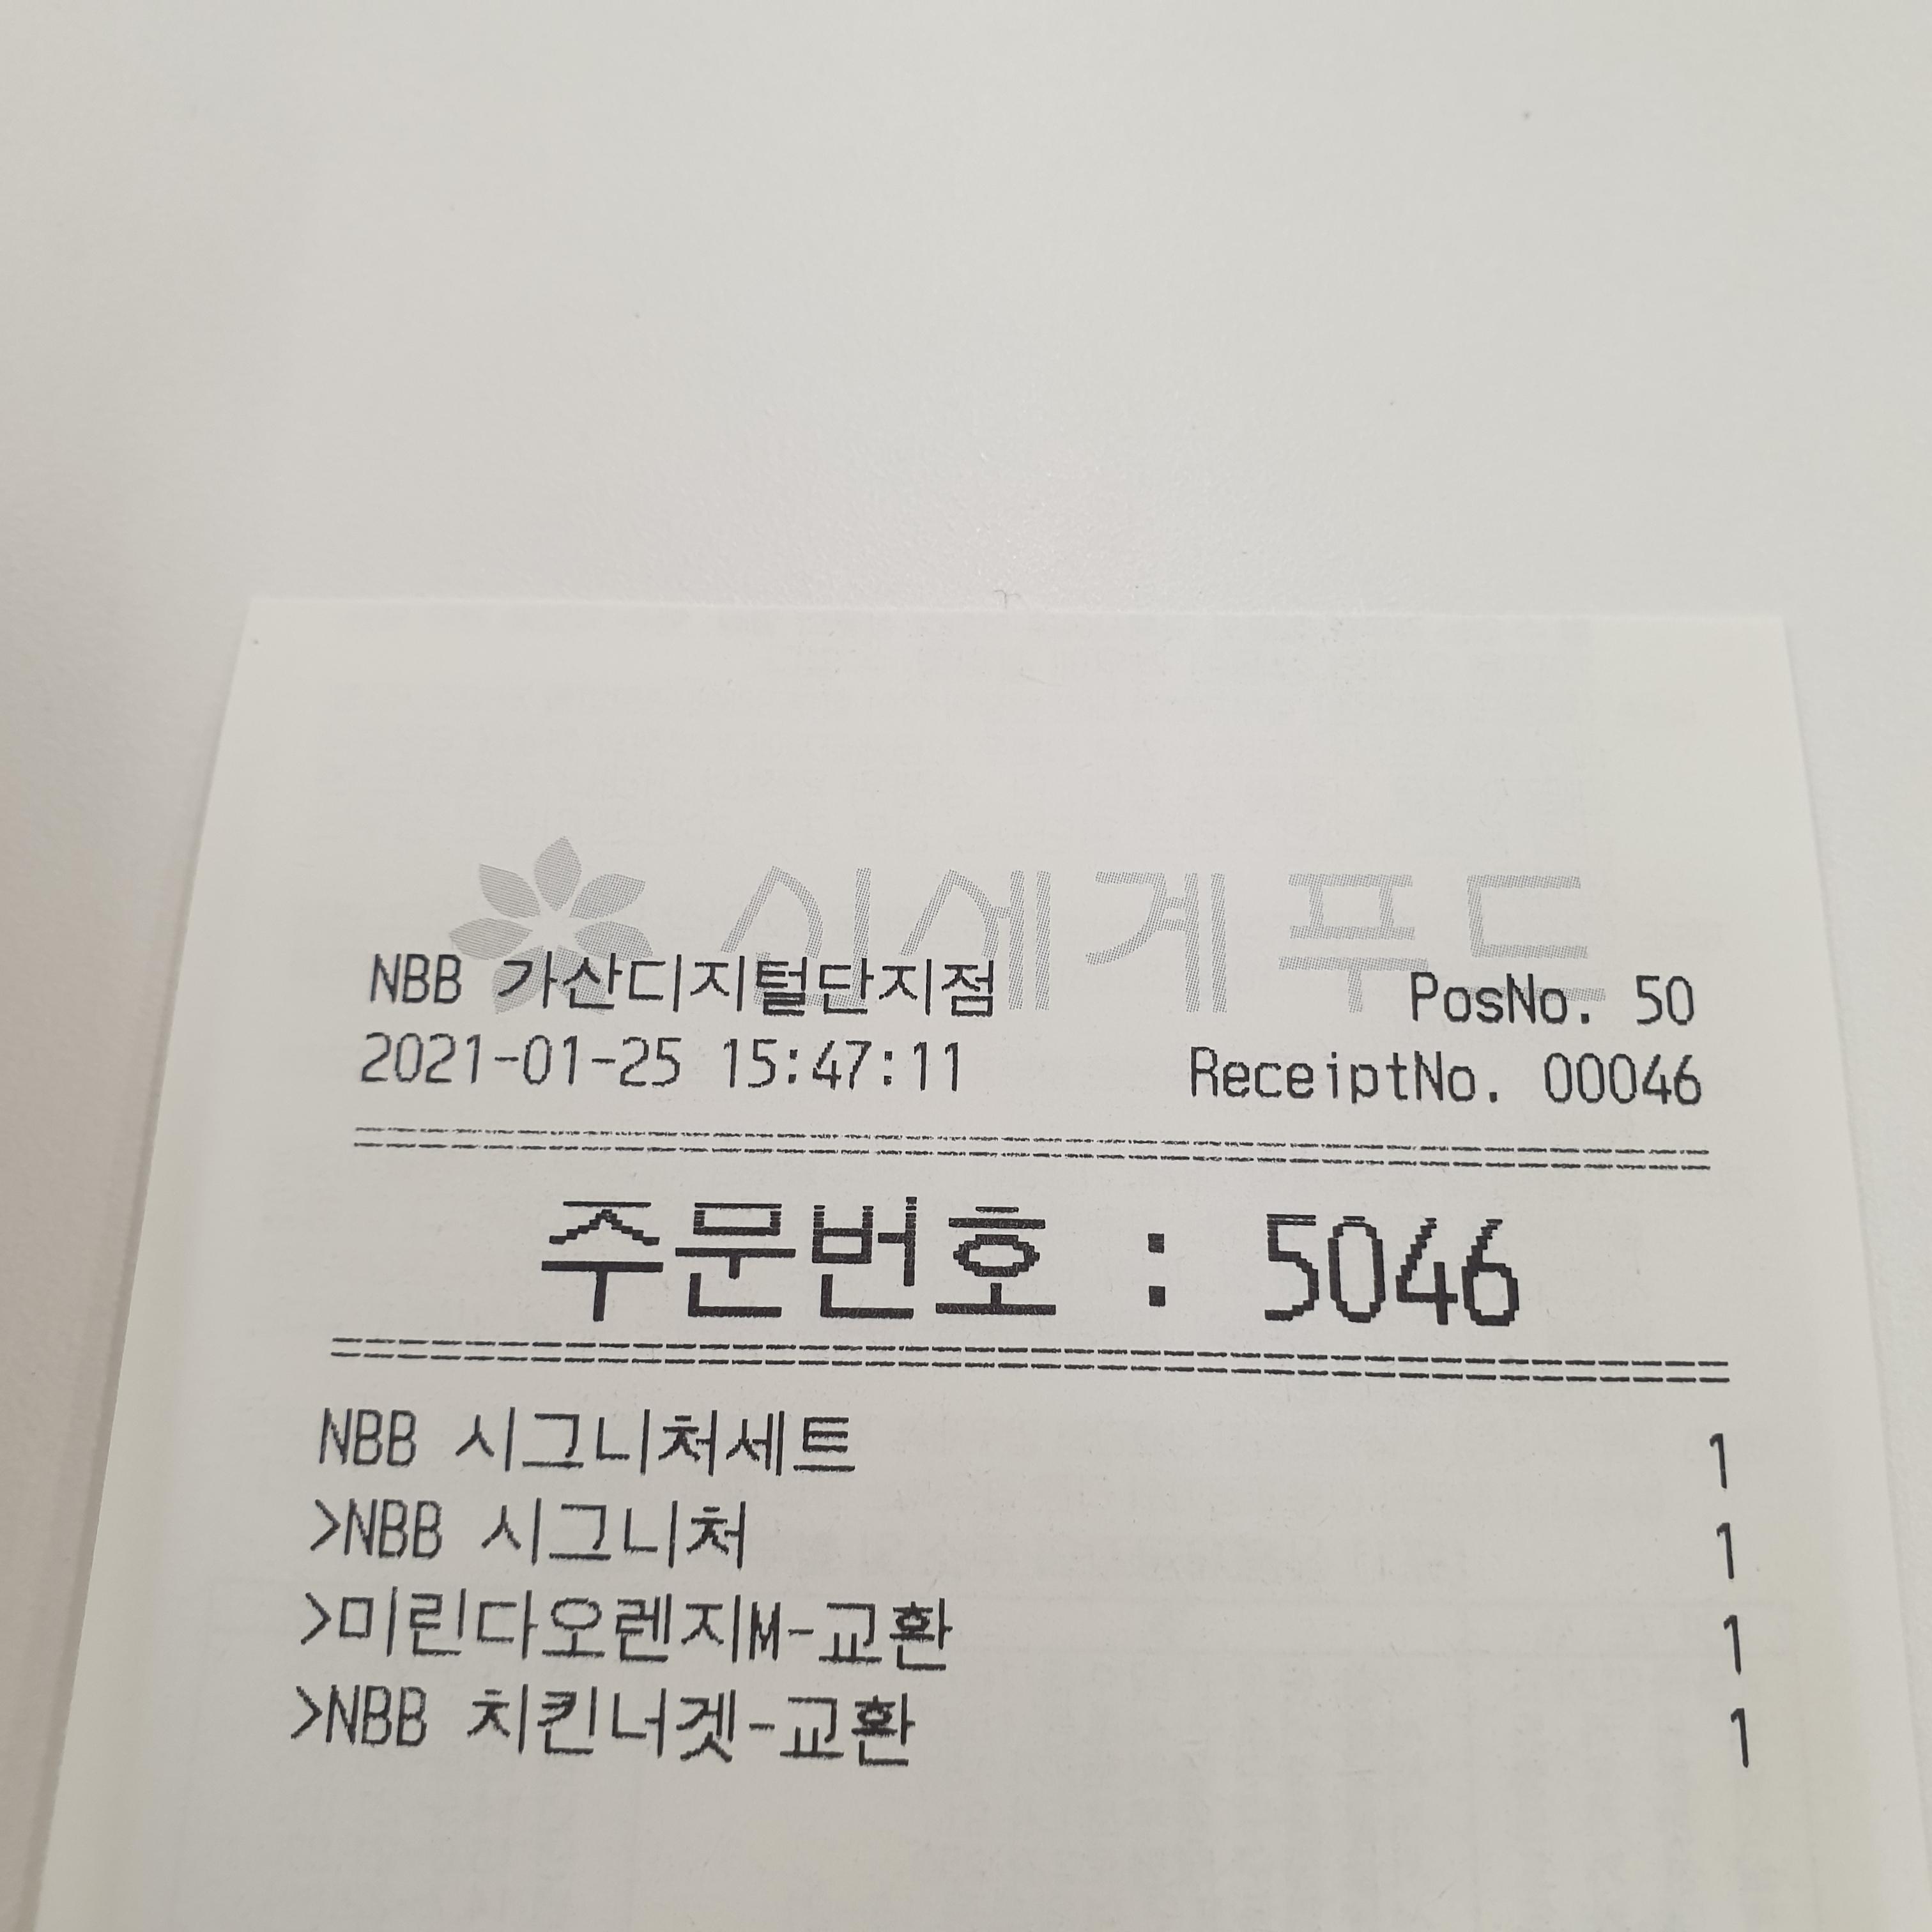 신세계푸드
NBB 가산디지털단지점 PosNo. 50
2021-01-25 15:47:11 ReceiptNo. 00046
주문번호 : 5046
NBB 시그니처세트 1
>NBB 시그니처 1
>미린다오렌지M-교환 1
>NBB 치킨너겟-교환 1